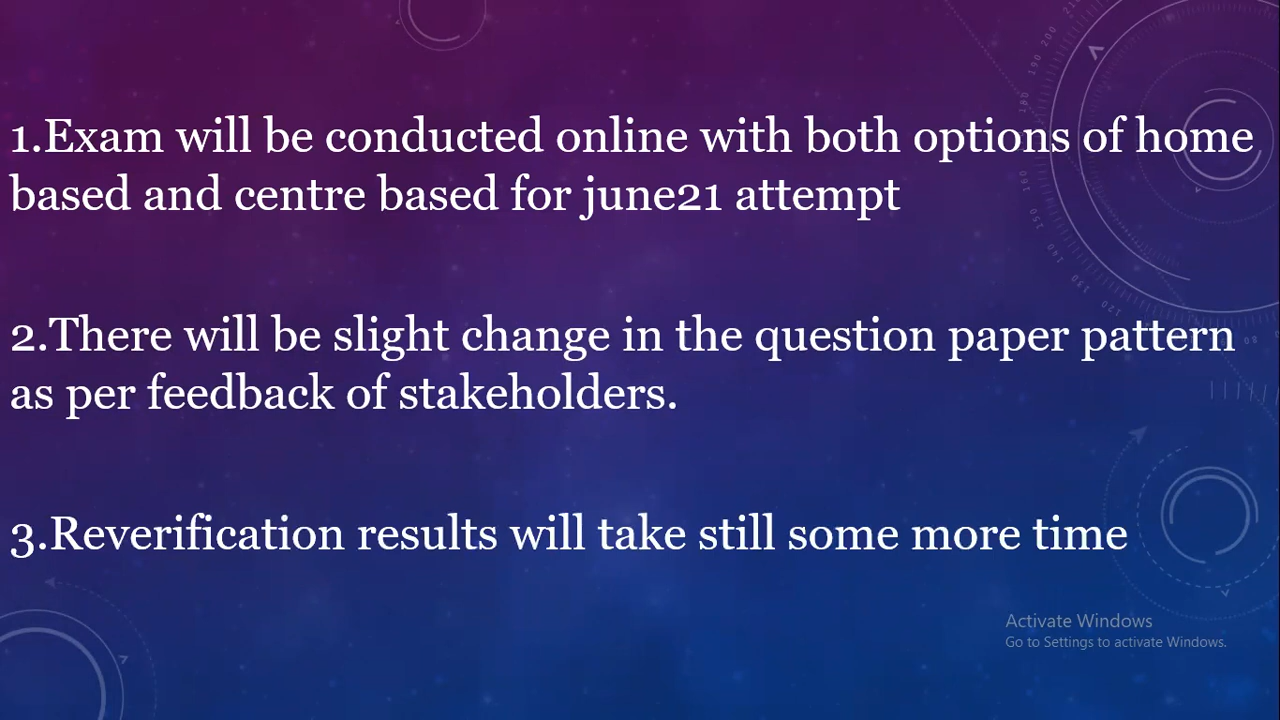 1.Exam will be conducted online with both options of home
based and centre based for june21 attempt
2.There will be slight change in the question paper pattern
as per feedback of stakeholders.
3.Reverification results will take still some more time
Activate Windows
Go to Settings to activate Windows.